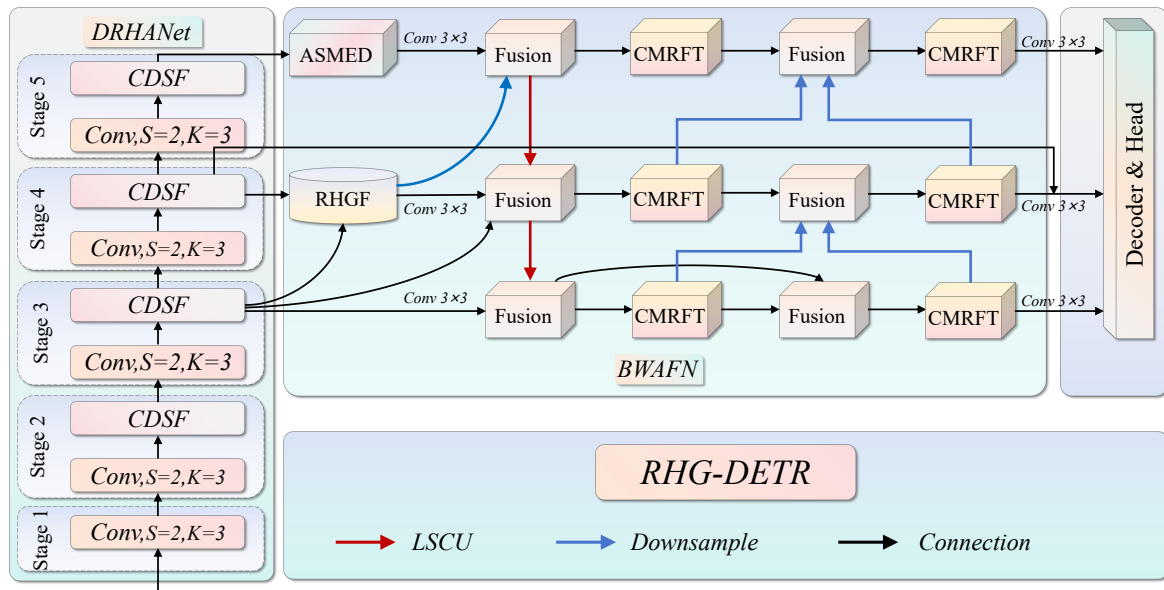 DRHANet
Stage 5
CDSF
Conv,S=2,K=3
Stage 4
CDSF
Conv,S=2,K=3
Stage 3
CDSF
Conv,S=2,K=3
Stage 2
CDSF
Conv,S=2,K=3
Stage 1
Conv,S=2,K=3
ASMED
Conv 3×3
Fusion
CMRFT
Fusion
CMRFT
Conv 3×3
RHGF
Conv 3×3
Fusion
CMRFT
Fusion
CMRFT
Conv 3×3
Conv 3×3
Fusion
CMRFT
Fusion
CMRFT
Conv 3×3
BWAFN
Decoder & Head
RHG-DETR
LSCU
Downsample
Connection